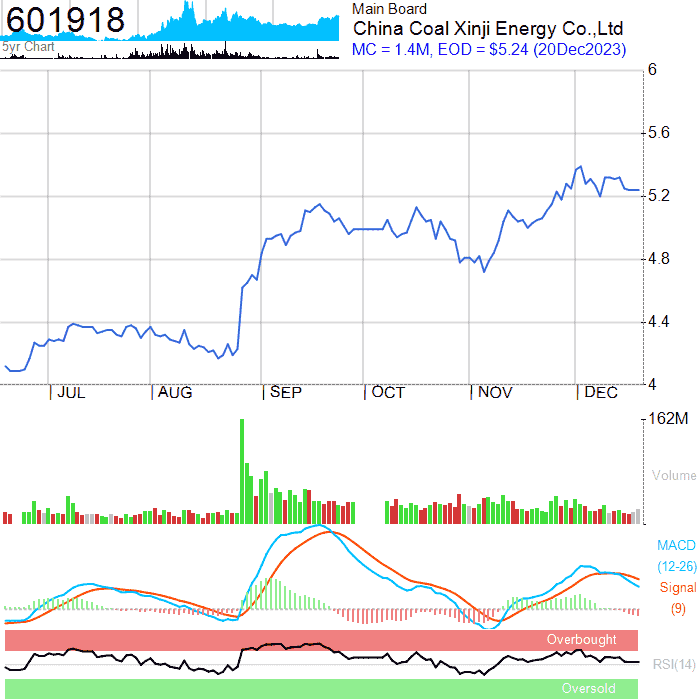 601918
5yr Chart
Main Board
China Coal Xinji Energy Co.,Ltd
MC = 1.4M, EOD = $5.24 (20Dec2023)
6
5.6
5.2
4.8
4.4
4
JUL
AUG
SEP
OCT
NOV
DEC
162M
Volume
MACD
(12-26)
Signal
(9)
Overbought
RSI(14)
Oversold